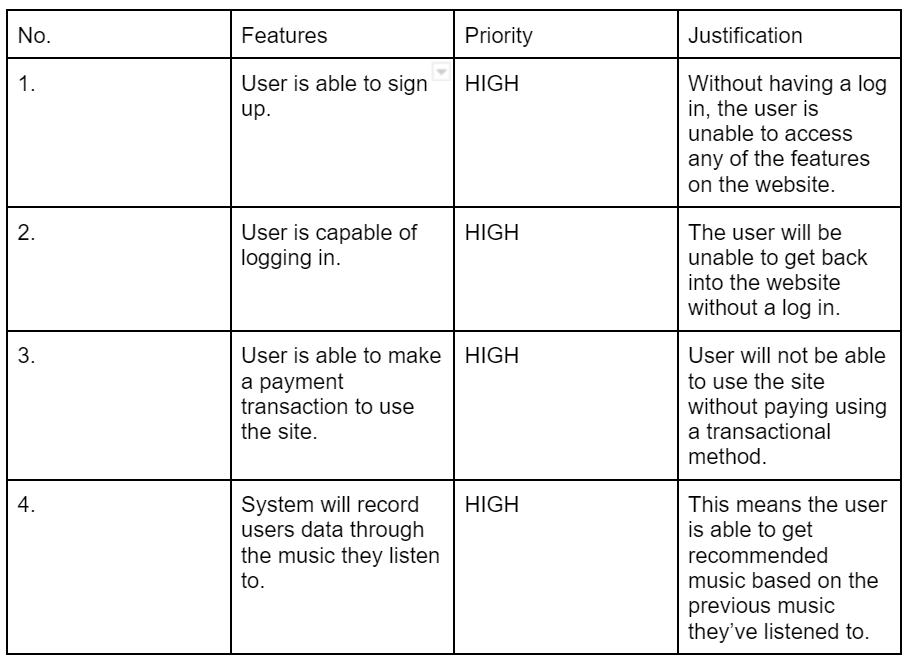 No. Features Priority Justification
1. User is able to sign HIGH Without having a log
up. in, the user is
unable to access
any of the features
on the website.
2. User is capable of HIGH The user will be
logging in. unable to get back
into the website
without a log in.
3. User is able to make HIGH User will not be able
a payment to use the site
transaction to use without paying using
the site. a transactional
method.
4. System will record HIGH This means the user
users data through is able to get
the music they listen recommended
to. music based on the
previous music
they’ve listened to.